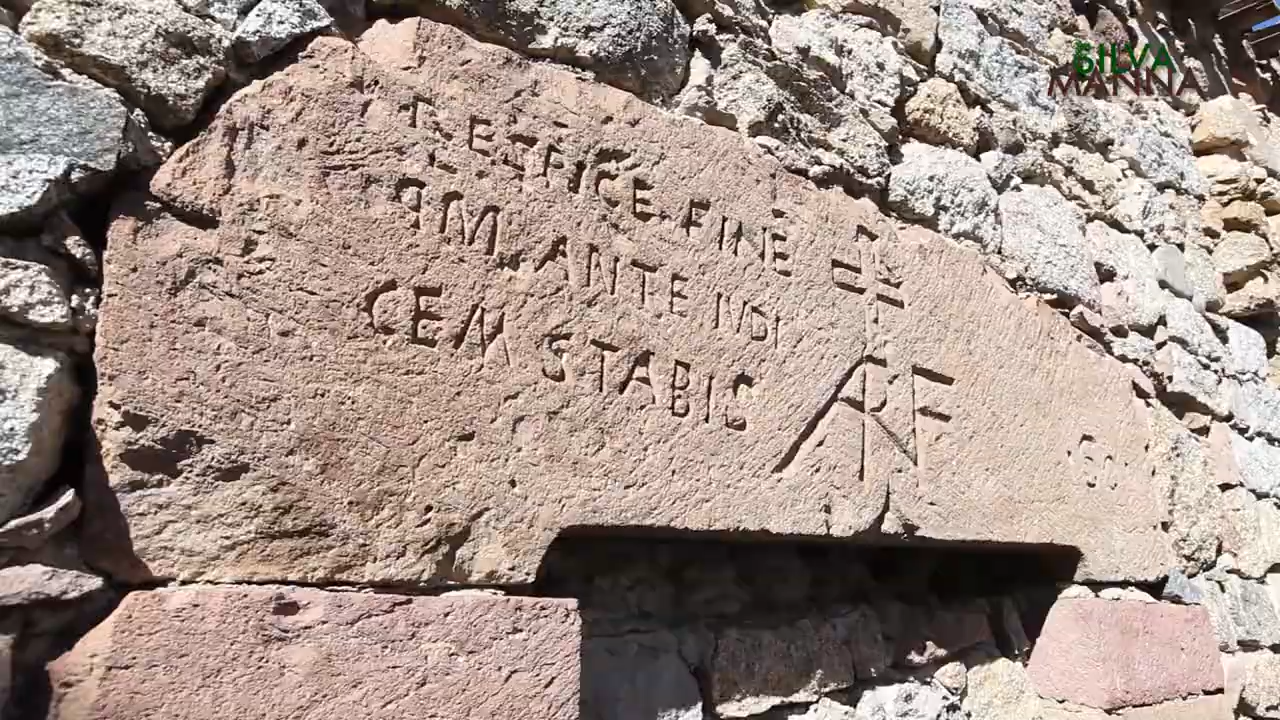 RESPICE FINE
QM ANTE IVDI
CEM STABIS
SILVA
MANNA